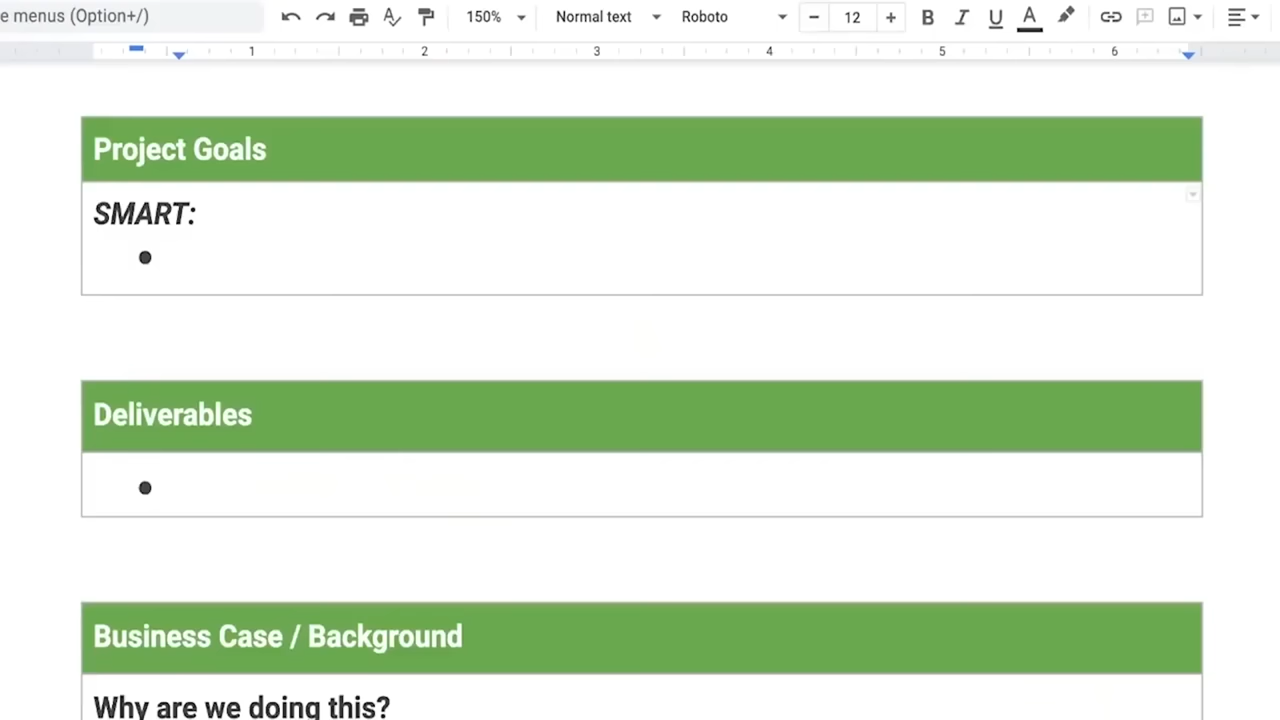 e menus (Option+/) 150% Normal text Roboto − 12 + B I U A
1 2 3 4 5 6
Project Goals
SMART:
●
Deliverables
●
Business Case / Background
Why are we doing this?